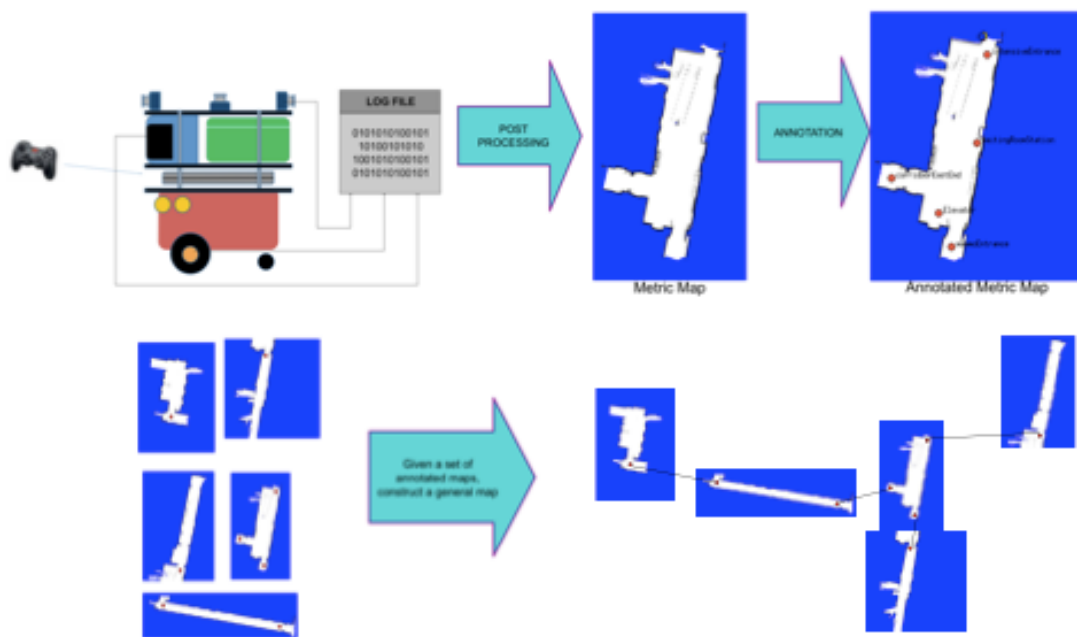 LOG FILE
0101010100101
10100101010
1001010100101
0101010100101
POST
PROCESSING
ANNOTATION
Elevator
Metric Map
Annotated Metric Map
Given a set of
annotated maps,
construct a general map